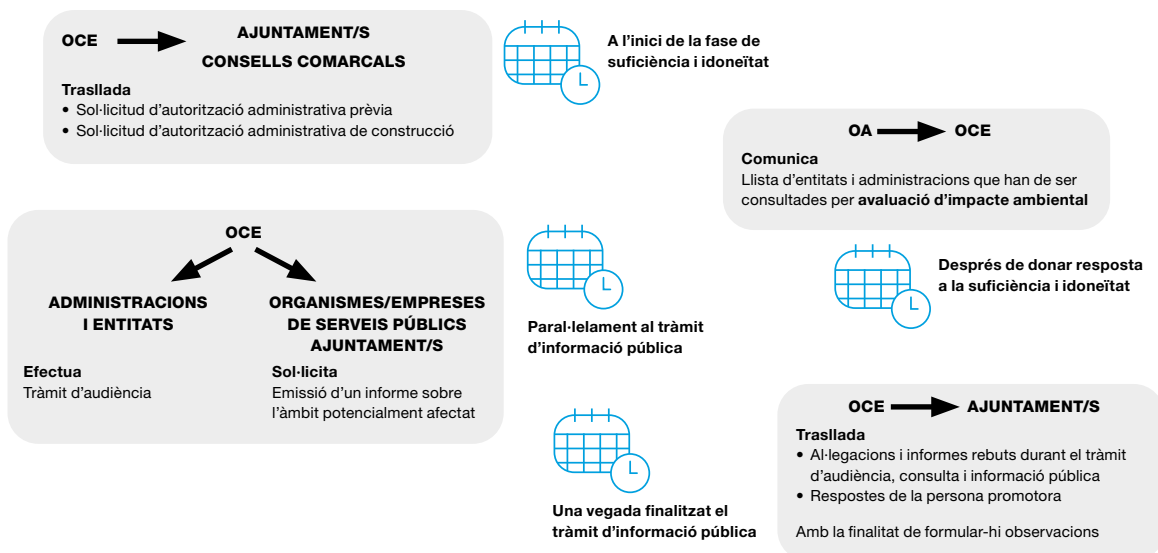 OCE AJUNTAMENT/S
CONSELLS COMARCALS
Trasllada
• Sol·licitud d'autorització administrativa prèvia
• Sol·licitud d'autorització administrativa de construcció
A l'inici de la fase de
suficiència i idoneïtat
OA OCE
Comunica
Llista d'entitats i administracions que han de ser
consultades per avaluació d'impacte ambiental
Després de donar resposta
a la suficiència i idoneïtat
OCE
ADMINISTRACIONS
I ENTITATS
Efectua
Tràmit d'audiència
ORGANISMES/EMPRESES
DE SERVEIS PÚBLICS
AJUNTAMENT/S
Sol·licita
Emissió d'un informe sobre
l'àmbit potencialment afectat
Paral·lelament al tràmit
d'informació pública
OCE AJUNTAMENT/S
Trasllada
• Al·legacions i informes rebuts durant el tràmit
d'audiència, consulta i informació pública
• Respostes de la persona promotora
Amb la finalitat de formular-hi observacions
Una vegada finalitzat el
tràmit d'informació pública